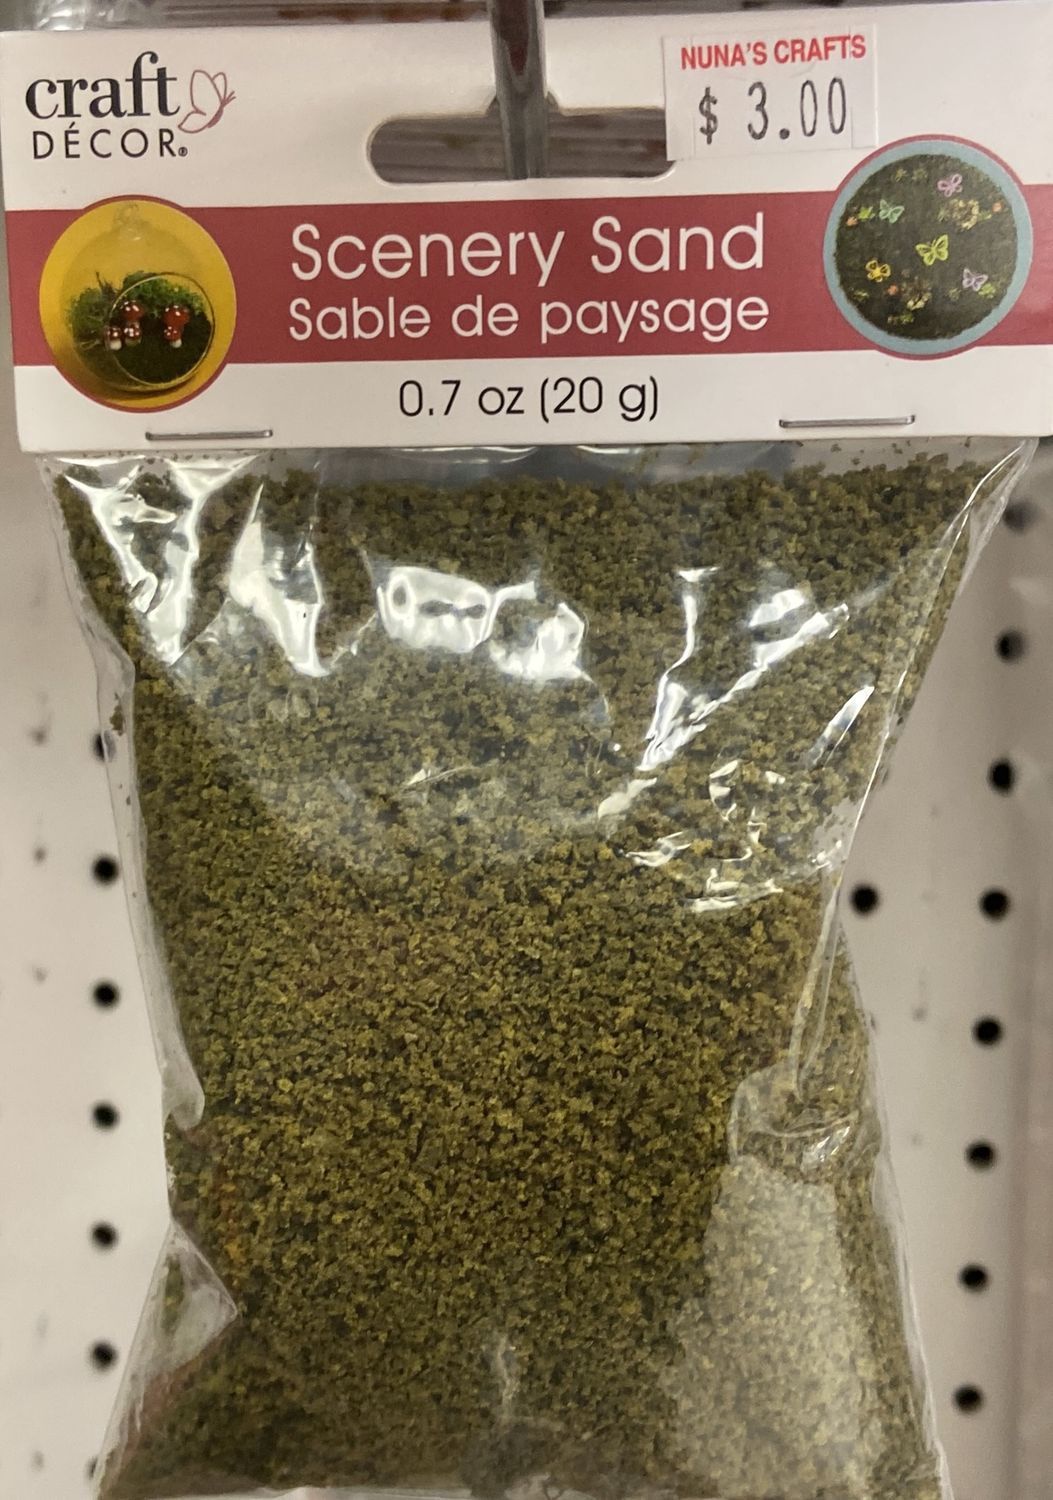 craft
DÉCOR®
NUNA'S CRAFTS
$ 3.00
Scenery Sand
Sable de paysage
0.7 oz (20 g)